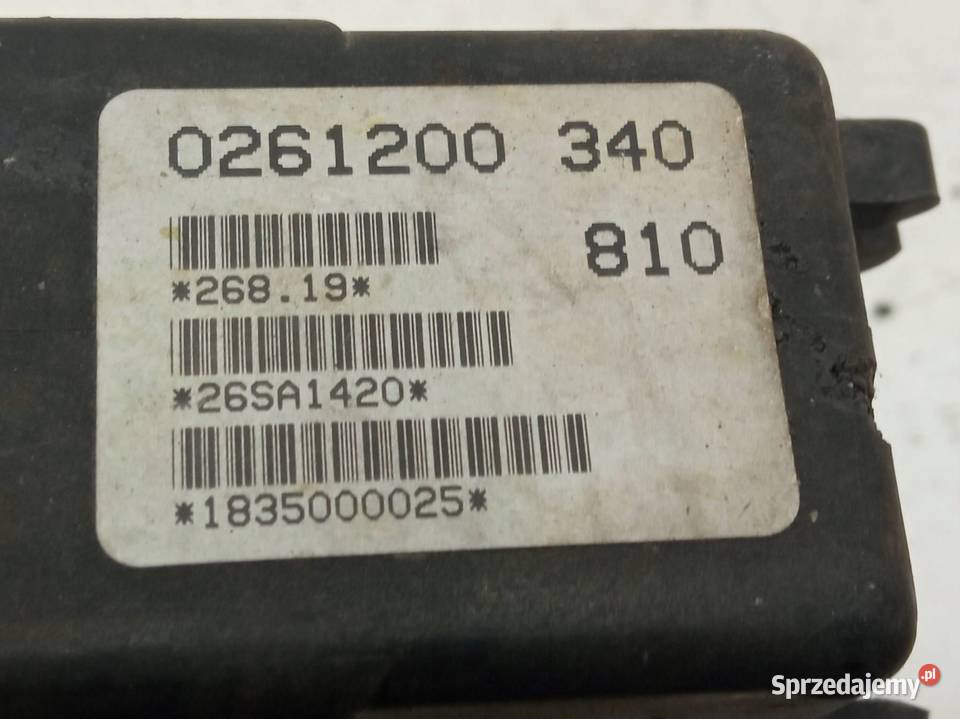 0261200 340
810
*268.19*
*26SA1420*
*1835000025*
Sprzedajemy.pl